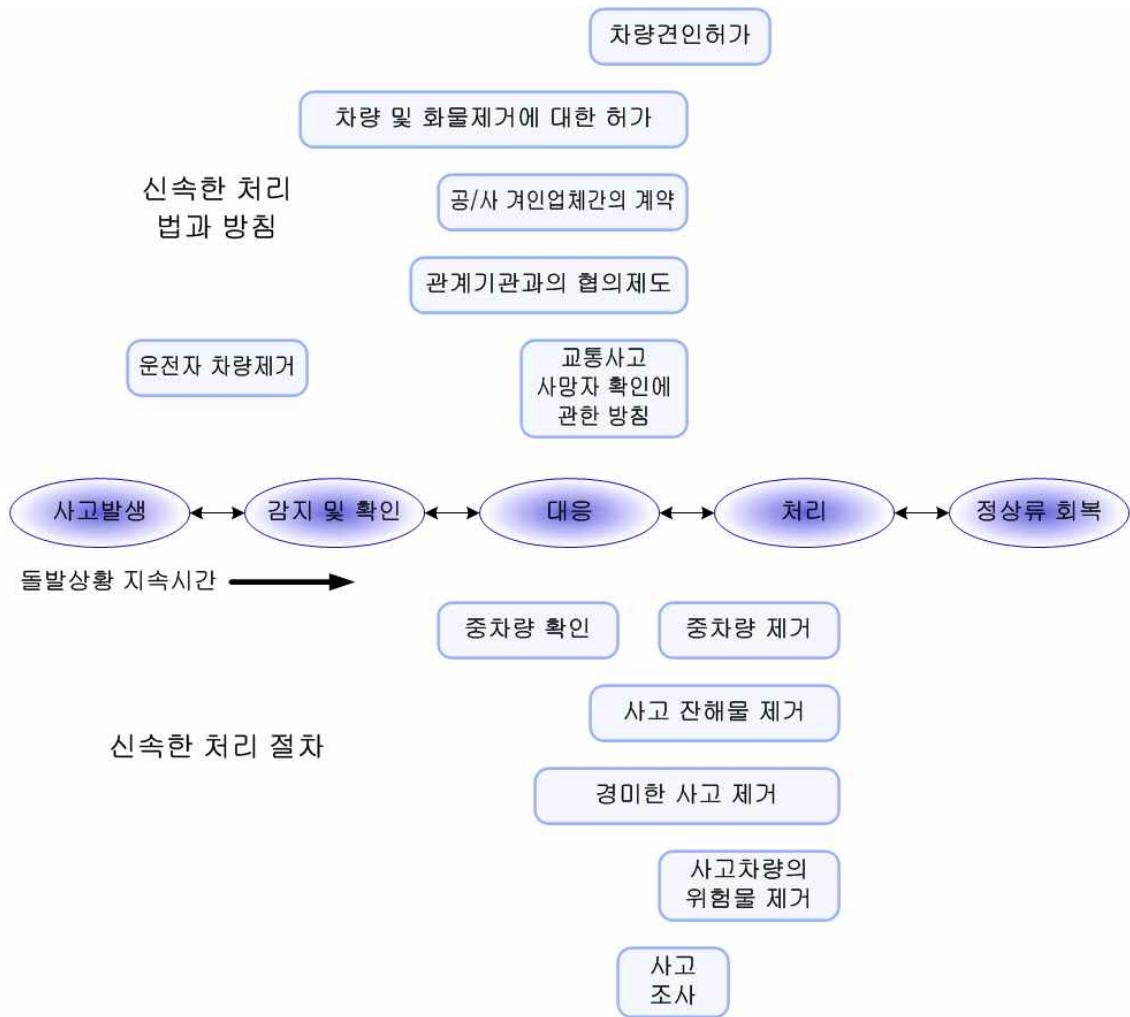 차량견인허가
차량 및 화물제거에 대한 허가
신속한 처리
법과 방침
공/사 겨인업체간의 계약
관계기관과의 협의제도
운전자 차량제거
교통사고
사망자 확인에
관한 방침
사고발생
감지 및 확인
대응
처리
정상류 회복
돌발상황 지속시간
중차량 확인
중차량 제거
사고 잔해물 제거
신속한 처리 절차
경미한 사고 제거
사고차량의
위험물 제거
사고
조사